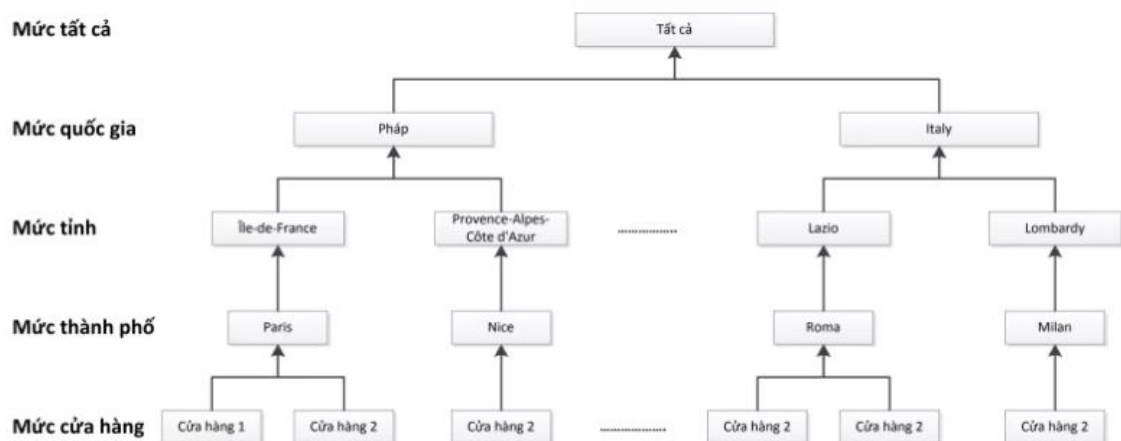 Mức tất cả
Tất cả
Mức quốc gia
Pháp
Italy
Mức tỉnh
Île-de-France
Provence-Alpes-
Côte d'Azur
................
Lazio
Lombardy
Mức thành phố
Paris
Nice
Roma
Milan
Mức cửa hàng
Cửa hàng 1
Cửa hàng 2
Cửa hàng 2
..................
Cửa hàng 2
Cửa hàng 2
Cửa hàng 2